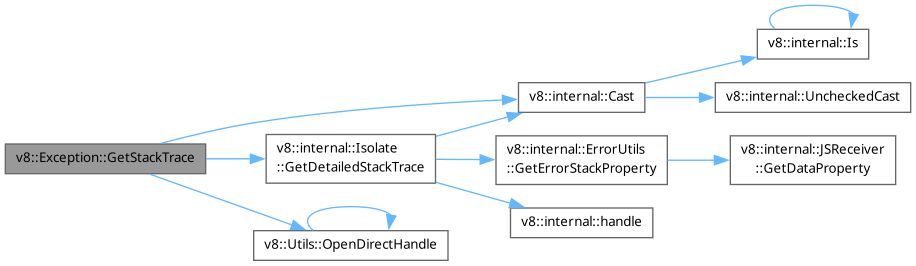 v8::internal::Is
v8::internal::Cast
v8::internal::UncheckedCast
v8::Exception::GetStackTrace
v8::internal::Isolate
::GetDetailedStackTrace
v8::internal::ErrorUtils
::GetErrorStackProperty
v8::internal::JSReceiver
::GetDataProperty
v8::internal::handle
v8::Utils::OpenDirectHandle